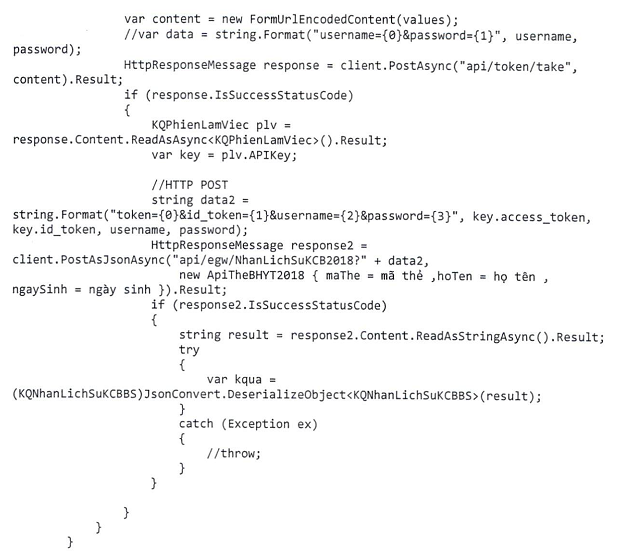 var content = new FormUrlEncodedContent(values);
//var data = string.Format("username={0}&password={1}", username,
password);
HttpResponseMessage response = client.PostAsync("api/token/take",
content).Result;
if (response.IsSuccessStatusCode)
{
KQPhienLamViec plv =
response.Content.ReadAsAsync<KQPhienLamViec>().Result;
var key = plv.APIKey;
//HTTP POST
string data2 =
string.Format("token={0}&id_token={1}&username={2}&password={3}", key.access_token,
key.id_token, username, password);
HttpResponseMessage response2 =
client.PostAsJsonAsync("api/egw/NhanLichSuKCB2018?" + data2,
new ApiTheBHYT2018 { maThe = mã thẻ ,hoTen = họ tên ,
ngaySinh = ngày sinh }).Result;
if (response2.IsSuccessStatusCode)
{
string result = response2.Content.ReadAsStringAsync().Result;
try
{
var kqua =
(KQNhanLichSuKCBBS)JsonConvert.DeserializeObject<KQNhanLichSuKCBBS>(result);
}
catch (Exception ex)
{
//throw;
}
}
}
}
}